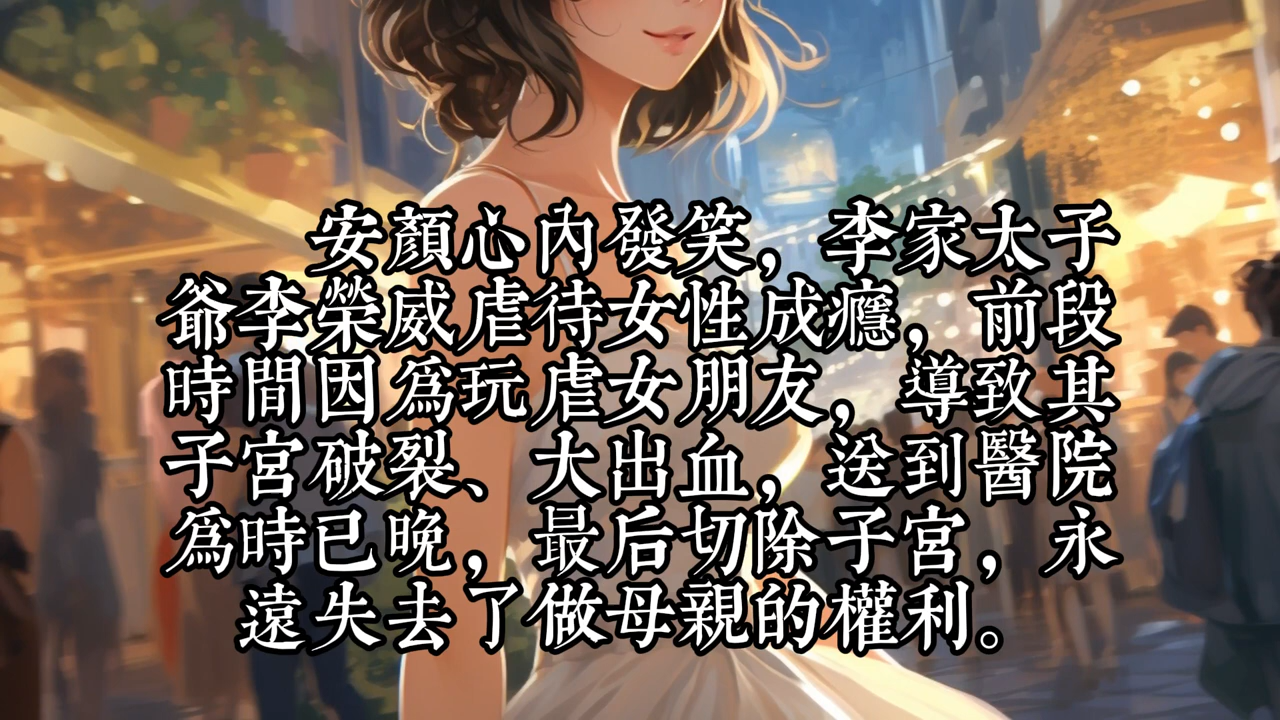 安顏心內發笑，李家太子
爺李榮威虐待女性成癮，前段
時間因爲玩虐女朋友，導致其
子宮破裂、大出血，送到醫院
爲時已晚，最后切除子宮，永
遠失去了做母親的權利。